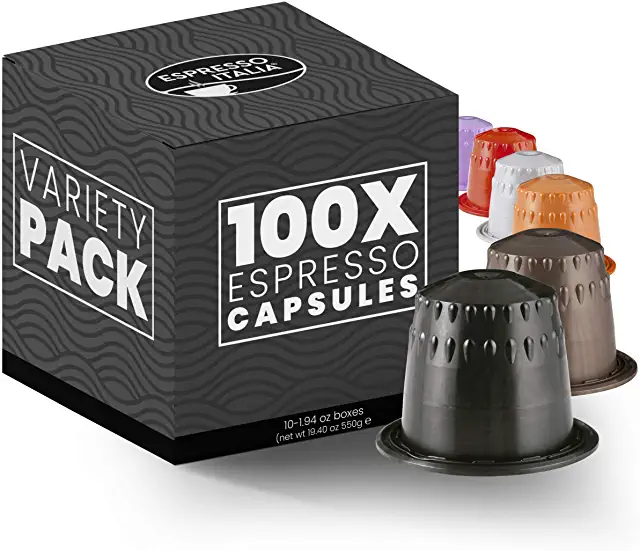 ESPRESSO
ITALIA®
VARIETY
PACK
100X
ESPRESSO
CAPSULES
10-1.94 oz boxes
(net wt 19.40 oz 550g e